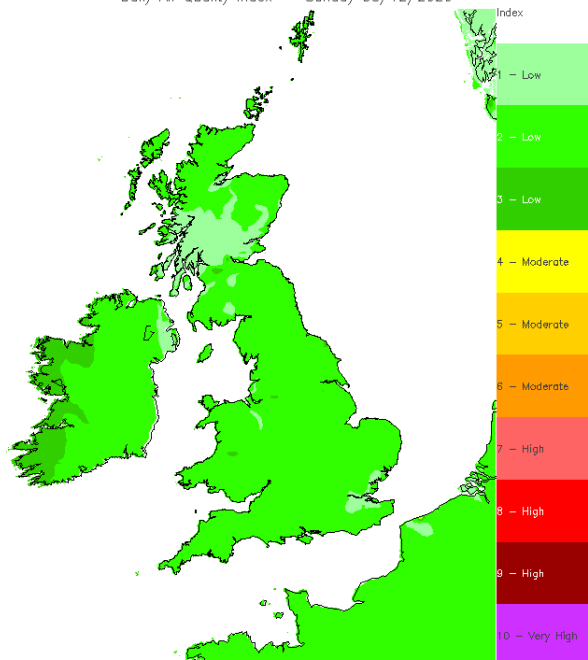 Index
1 – Low
2 – Low
3 – Low
4 – Moderate
5 – Moderate
6 – Moderate
7 – High
8 – High
9 – High
10 – Very High